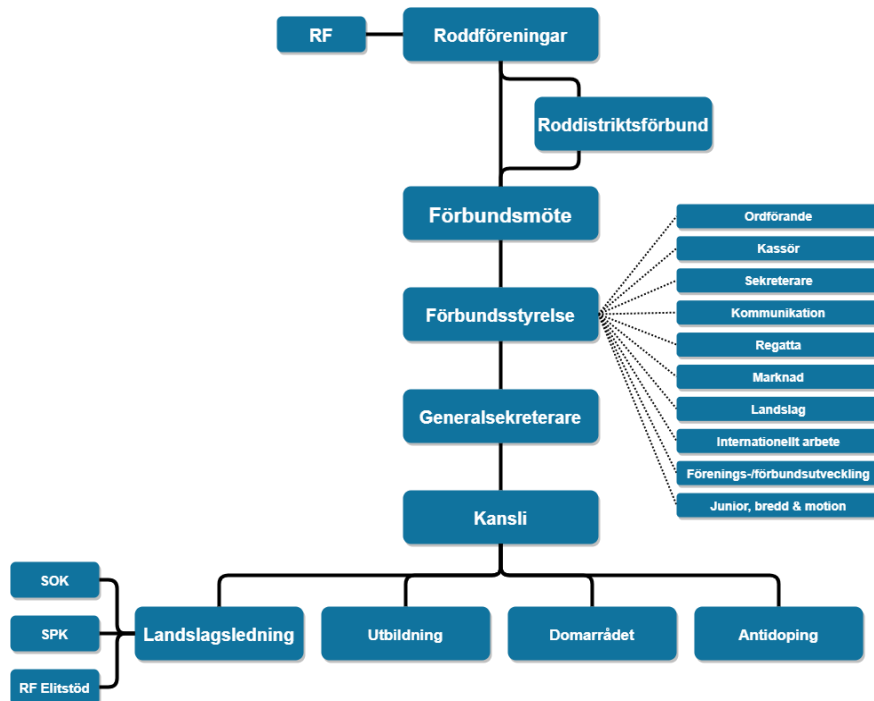 RF
Roddföreningar
Roddistriktsförbund
Förbundsmöte
Förbundsstyrelse
Ordförande
Kassör
Sekreterare
Kommunikation
Regatta
Marknad
Landslag
Internationellt arbete
Förenings-/förbundsutveckling
Junior, bredd & motion
Generalsekreterare
Kansli
SOK
SPK
RF Elitstöd
Landslagsledning
Utbildning
Domarrådet
Antidoping